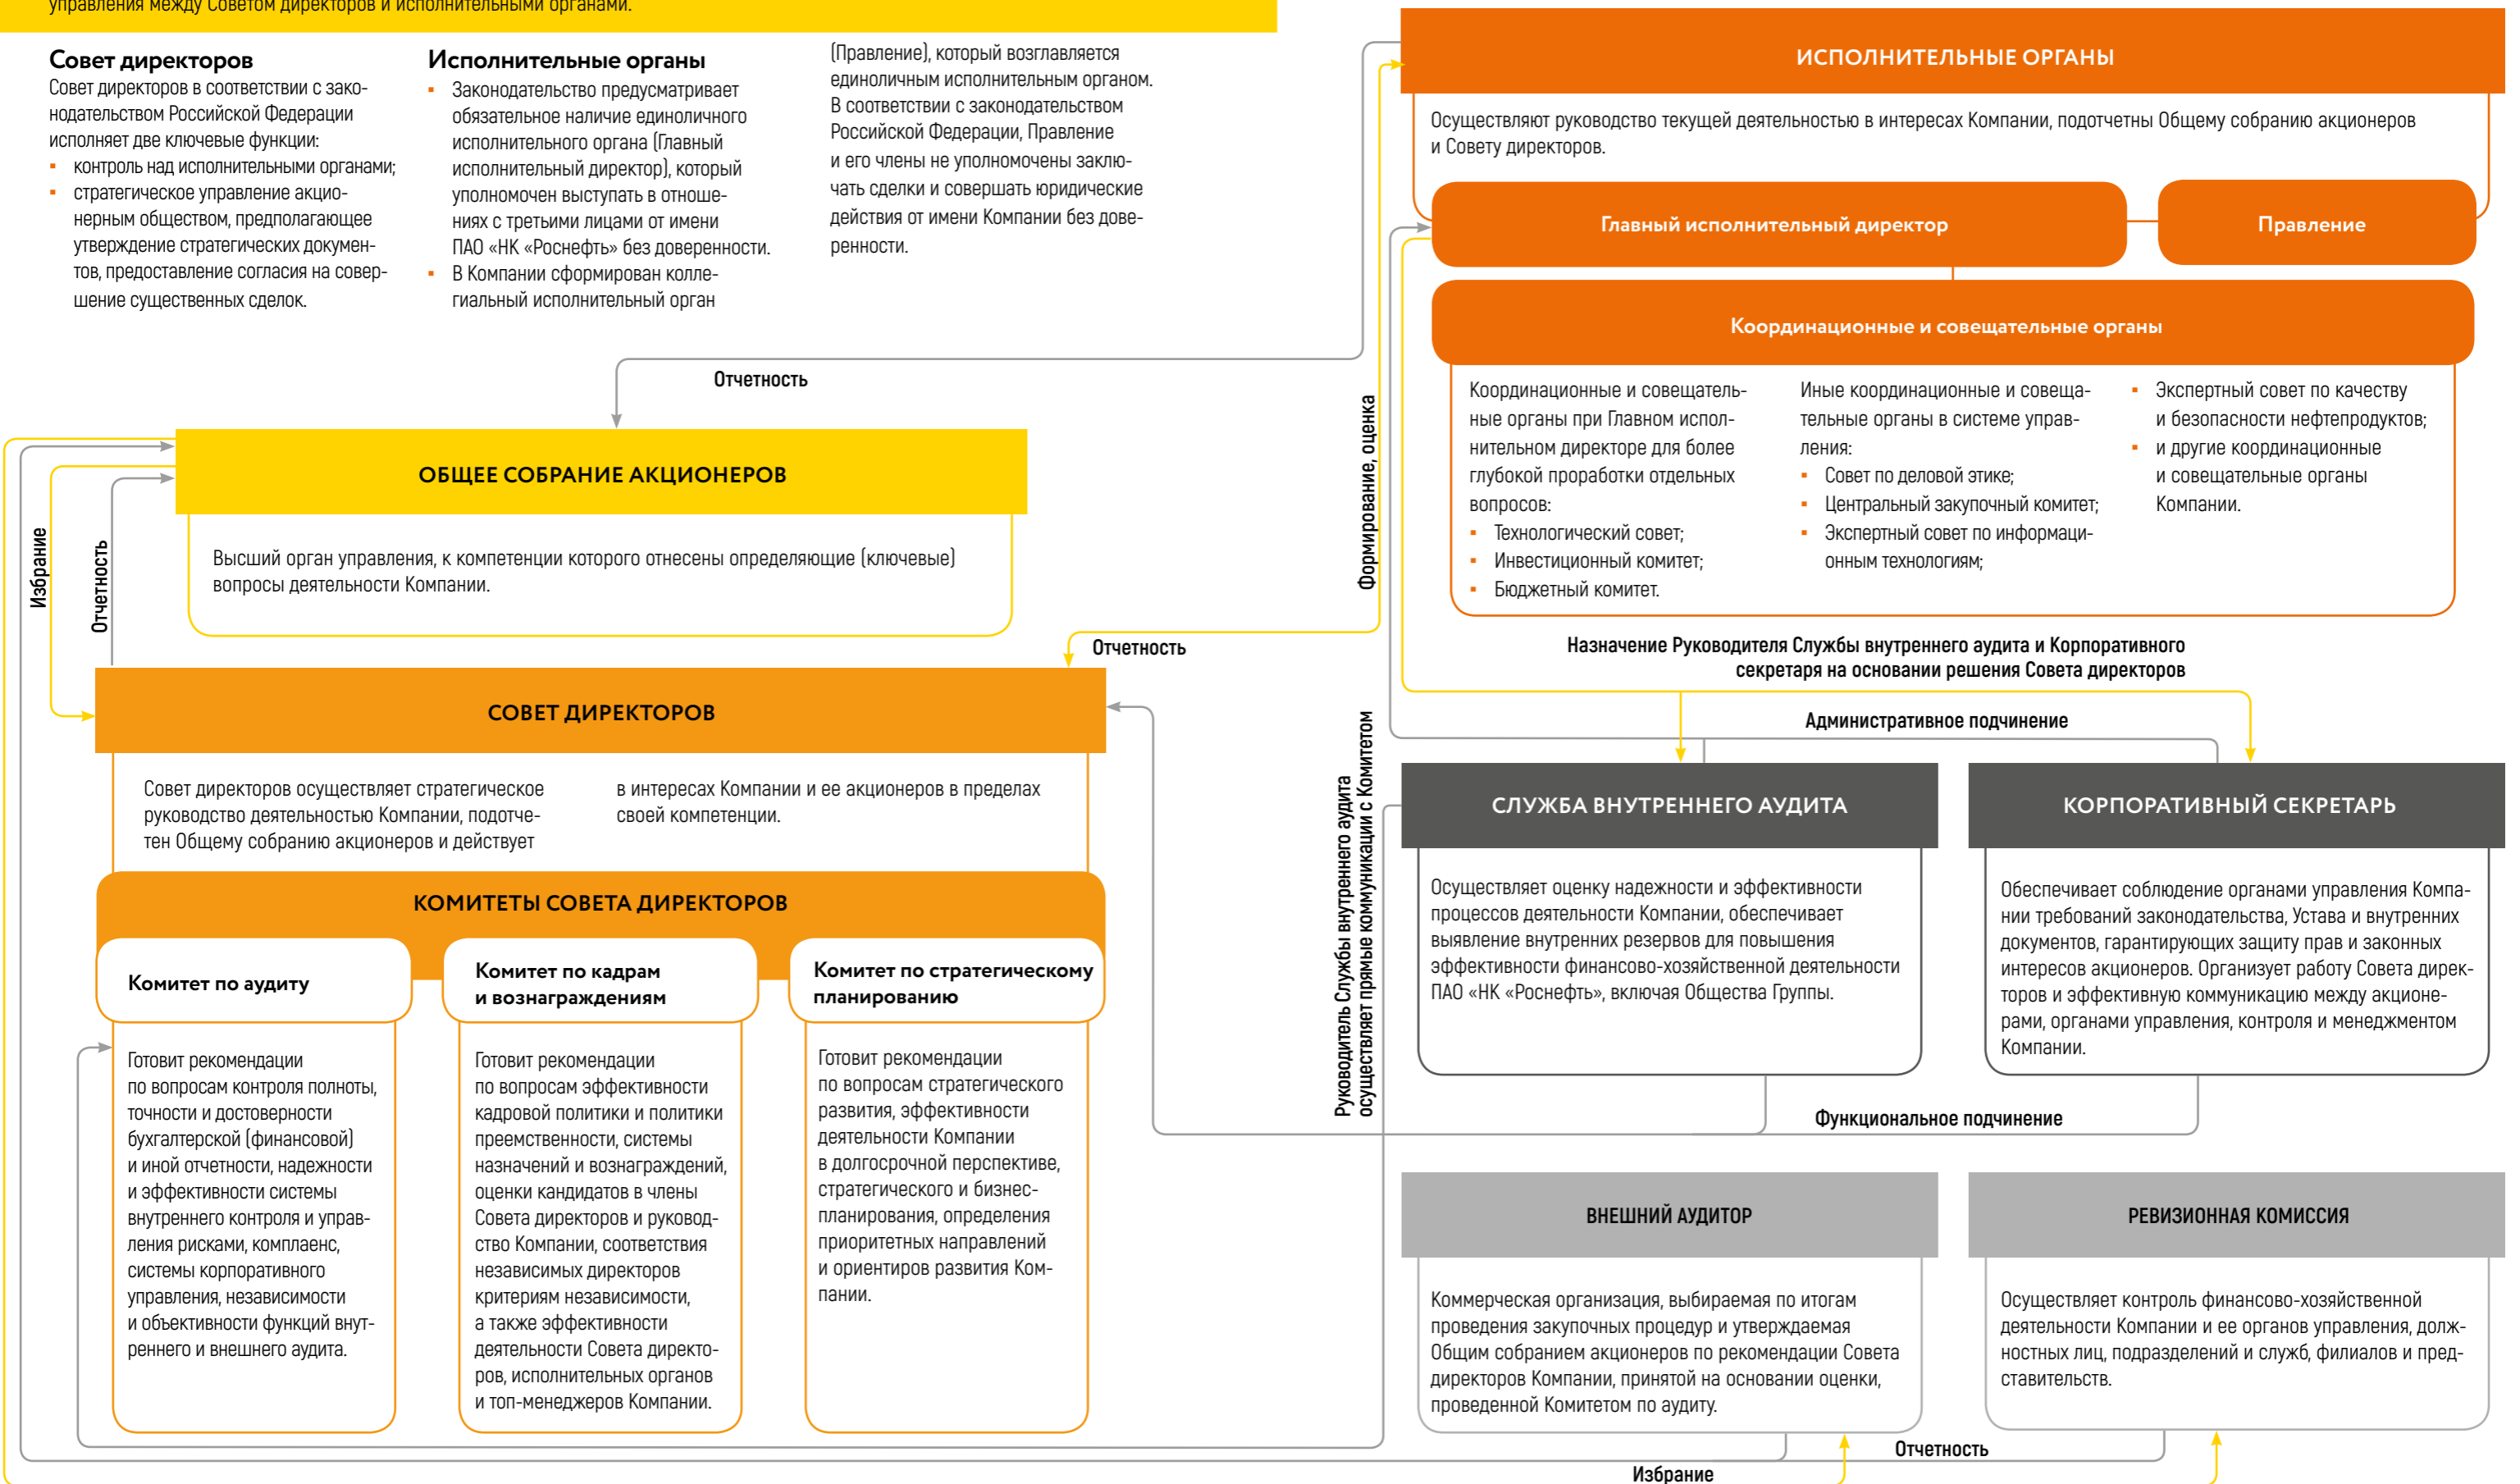 управления между Советом директоров и исполнительными органами.
Совет директоров
Совет директоров в соответствии с зако-
нодательством Российской Федерации
исполняет две ключевые функции:
▪ контроль над исполнительными органами;
▪ стратегическое управление акцио-
нерным обществом, предполагающее
утверждение стратегических докумен-
тов, предоставление согласия на совер-
шение существенных сделок.
Исполнительные органы
▪ Законодательство предусматривает
обязательное наличие единоличного
исполнительного органа (Главный
исполнительный директор), который
уполномочен выступать в отноше-
ниях с третьими лицами от имени
ПАО «НК «Роснефть» без доверенности.
▪ В Компании сформирован колле-
гиальный исполнительный орган
(Правление), который возглавляется
единоличным исполнительным органом.
В соответствии с законодательством
Российской Федерации, Правление
и его члены не уполномочены заклю-
чать сделки и совершать юридические
действия от имени Компании без дове-
ренности.
ИСПОЛНИТЕЛЬНЫЕ ОРГАНЫ
Осуществляют руководство текущей деятельностью в интересах Компании, подотчетны Общему собранию акционеров
и Совету директоров.
Главный исполнительный директор
Правление
Координационные и совещательные органы
Координационные и совещатель-
ные органы при Главном испол-
нительном директоре для более
глубокой проработки отдельных
вопросов:
▪ Технологический совет;
▪ Инвестиционный комитет;
▪ Бюджетный комитет.
Иные координационные и совеща-
тельные органы в системе управ-
ления:
▪ Совет по деловой этике;
▪ Центральный закупочный комитет;
▪ Экспертный совет по информаци-
онным технологиям;
▪ Экспертный совет по качеству
и безопасности нефтепродуктов;
▪ и другие координационные
и совещательные органы
Компании.
Отчетность
Формирование, оценка
ОБЩЕЕ СОБРАНИЕ АКЦИОНЕРОВ
Высший орган управления, к компетенции которого отнесены определяющие (ключевые)
вопросы деятельности Компании.
Избрание
Отчетность
Отчетность
Назначение Руководителя Службы внутреннего аудита и Корпоративного
секретаря на основании решения Совета директоров
СОВЕТ ДИРЕКТОРОВ
Совет директоров осуществляет стратегическое
руководство деятельностью Компании, подотче-
тен Общему собранию акционеров и действует
в интересах Компании и ее акционеров в пределах
своей компетенции.
Административное подчинение
Руководитель Службы внутреннего аудита
осуществляет прямые коммуникации с Комитетом
СЛУЖБА ВНУТРЕННЕГО АУДИТА
Осуществляет оценку надежности и эффективности
процессов деятельности Компании, обеспечивает
выявление внутренних резервов для повышения
эффективности финансово-хозяйственной деятельности
ПАО «НК «Роснефть», включая Общества Группы.
КОРПОРАТИВНЫЙ СЕКРЕТАРЬ
Обеспечивает соблюдение органами управления Компа-
нии требований законодательства, Устава и внутренних
документов, гарантирующих защиту прав и законных
интересов акционеров. Организует работу Совета дирек-
торов и эффективную коммуникацию между акционе-
рами, органами управления, контроля и менеджментом
Компании.
КОМИТЕТЫ СОВЕТА ДИРЕКТОРОВ
Комитет по аудиту
Готовит рекомендации
по вопросам контроля полноты,
точности и достоверности
бухгалтерской (финансовой)
и иной отчетности, надежности
и эффективности системы
внутреннего контроля и управ-
ления рисками, комплаенс,
системы корпоративного
управления, независимости
и объективности функций внут-
реннего и внешнего аудита.
Комитет по кадрам
и вознаграждениям
Готовит рекомендации
по вопросам эффективности
кадровой политики и политики
преемственности, системы
назначений и вознаграждений,
оценки кандидатов в члены
Совета директоров и руковод-
ство Компании, соответствия
независимых директоров
критериям независимости,
а также эффективности
деятельности Совета директо-
ров, исполнительных органов
и топ-менеджеров Компании.
Комитет по стратегическому
планированию
Готовит рекомендации
по вопросам стратегического
развития, эффективности
деятельности Компании
в долгосрочной перспективе,
стратегического и бизнес-
планирования, определения
приоритетных направлений
и ориентиров развития Ком-
пании.
Функциональное подчинение
ВНЕШНИЙ АУДИТОР
Коммерческая организация, выбираемая по итогам
проведения закупочных процедур и утверждаемая
Общим собранием акционеров по рекомендации Совета
директоров Компании, принятой на основании оценки,
проведенной Комитетом по аудиту.
РЕВИЗИОННАЯ КОМИССИЯ
Осуществляет контроль финансово-хозяйственной
деятельности Компании и ее органов управления, долж-
ностных лиц, подразделений и служб, филиалов и пред-
ставительств.
Отчетность
Избрание